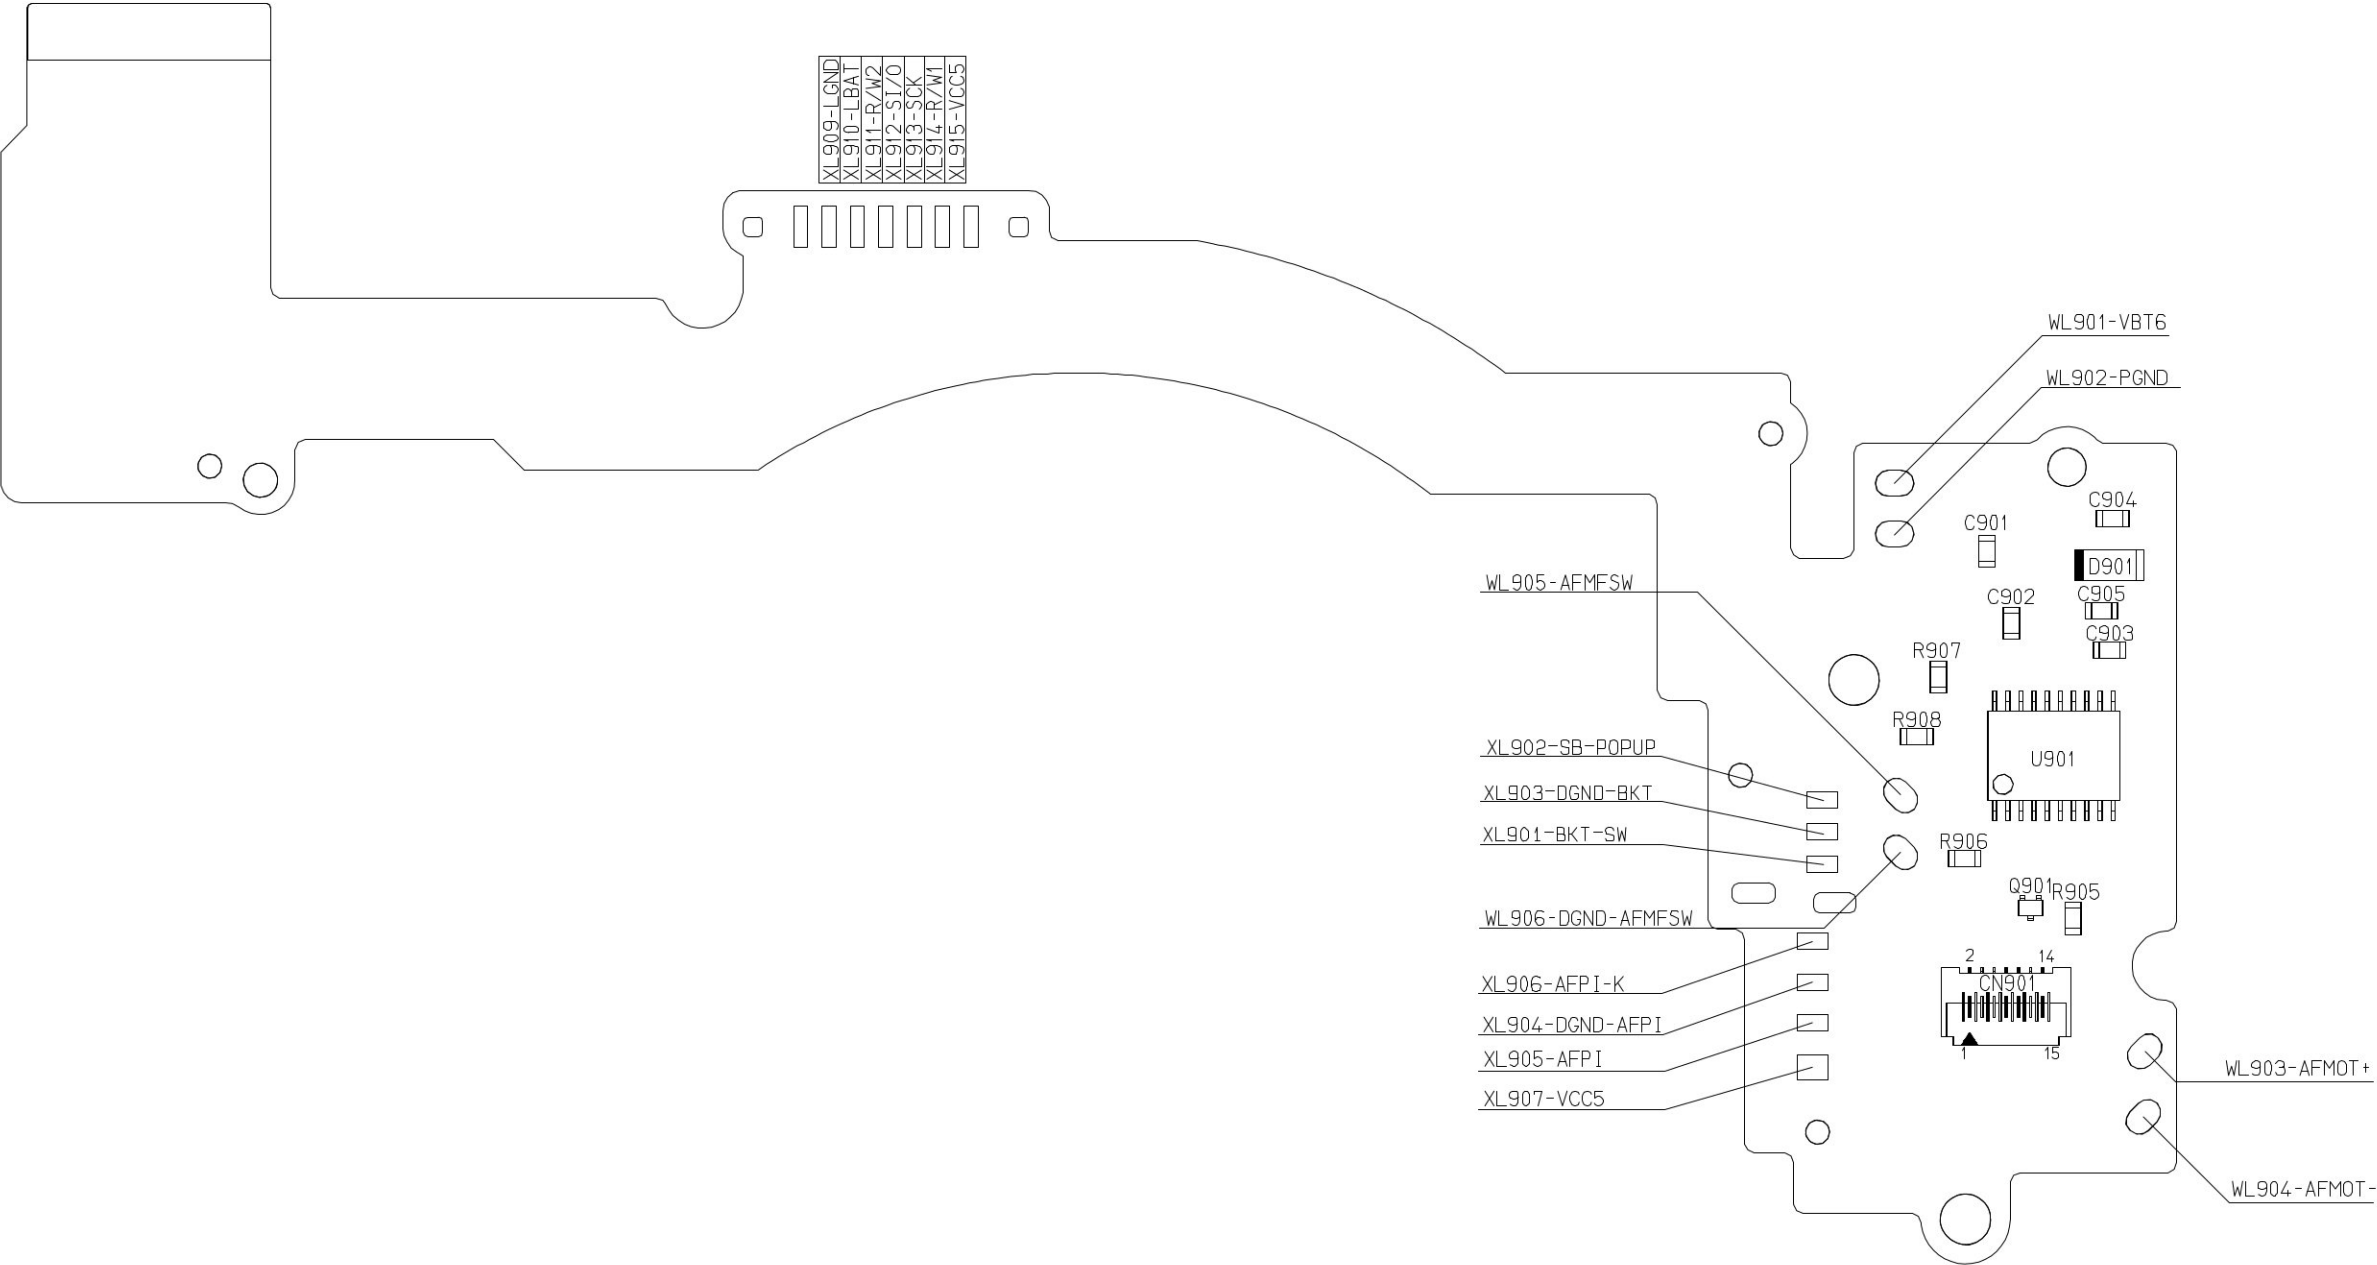 XL909-LGND
XL910-LBAT
XL911-R/W2
XL912-SI/O
XL913-SCK
XL914-R/W1
XL915-VCC5
WL901-VBT6
WL902-PGND
C904
C901
D901
WL905-AFMFSW
C905
C902
C903
R907
R908
XL902-SB-POPUP
U901
XL903-DGND-BKT
XL901-BKT-SW
R906
Q901
R905
WL906-DGND-AFMFSW
2
14
XL906-AFPI-K
CN901
XL904-DGND-AFPI
1
15
XL905-AFPI
WL903-AFMOT+
XL907-VCC5
WL904-AFMOT-